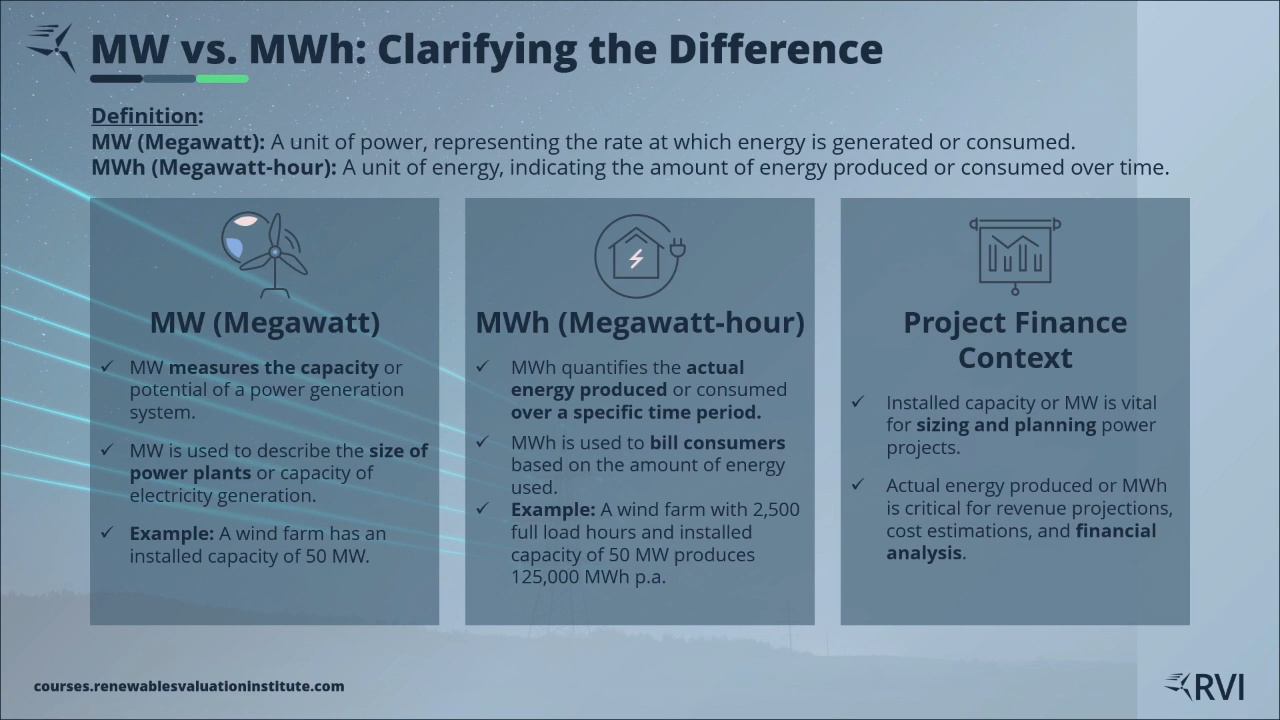 MW vs. MWh: Clarifying the Difference
Definition:
MW (Megawatt): A unit of power, representing the rate at which energy is generated or consumed.
MWh (Megawatt-hour): A unit of energy, indicating the amount of energy produced or consumed over time.
MW (Megawatt)
✓ MW measures the capacity or
potential of a power generation
system.
✓ MW is used to describe the size of
power plants or capacity of
electricity generation.
✓ Example: A wind farm has an
installed capacity of 50 MW.
MWh (Megawatt-hour)
✓ MWh quantifies the actual
energy produced or consumed
over a specific time period.
✓ MWh is used to bill consumers
based on the amount of energy
used.
✓ Example: A wind farm with 2,500
full load hours and installed
capacity of 50 MW produces
125,000 MWh p.a.
Project Finance
Context
✓ Installed capacity or MW is vital
for sizing and planning power
projects.
✓ Actual energy produced or MWh
is critical for revenue projections,
cost estimations, and financial
analysis.
courses.renewablesvaluationinstitute.com
RVI